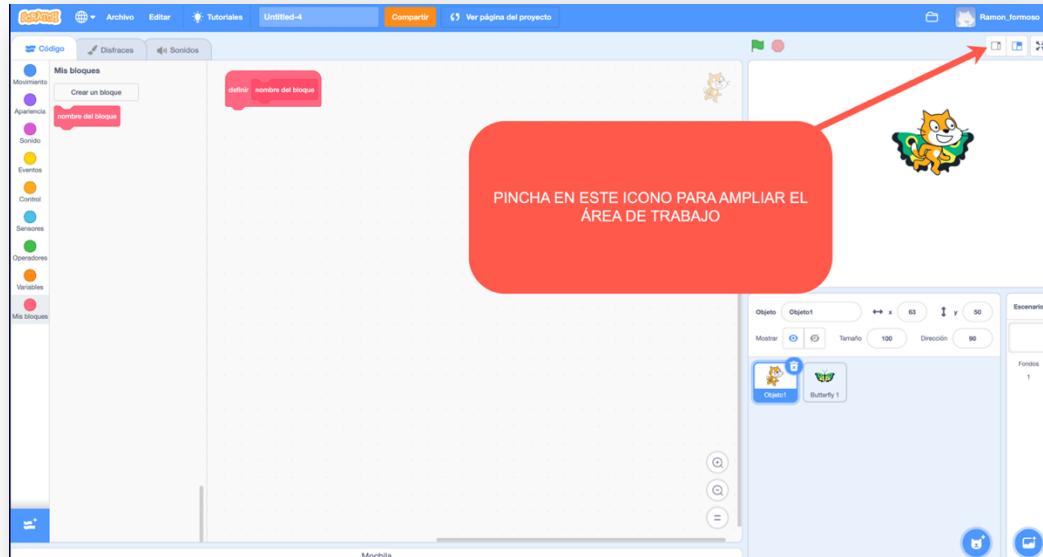 SCRATCH
Archivo
Editar
Tutoriales
Untitled-4
Compartir
Ver página del proyecto
Ramon_formoso
Código
Disfraces
Sonidos
Movimiento
Apariencia
Sonido
Eventos
Control
Sensores
Operadores
Variables
Mis bloques
Mis bloques
Crear un bloque
nombre del bloque
definir nombre del bloque
PINCHA EN ESTE ICONO PARA AMPLIAR EL
ÁREA DE TRABAJO
Objeto Objeto1 x 63 y 50
Mostrar Tamaño 100 Dirección 90
Objeto1
Butterfly 1
Escenario
Fondos
1
Mochila